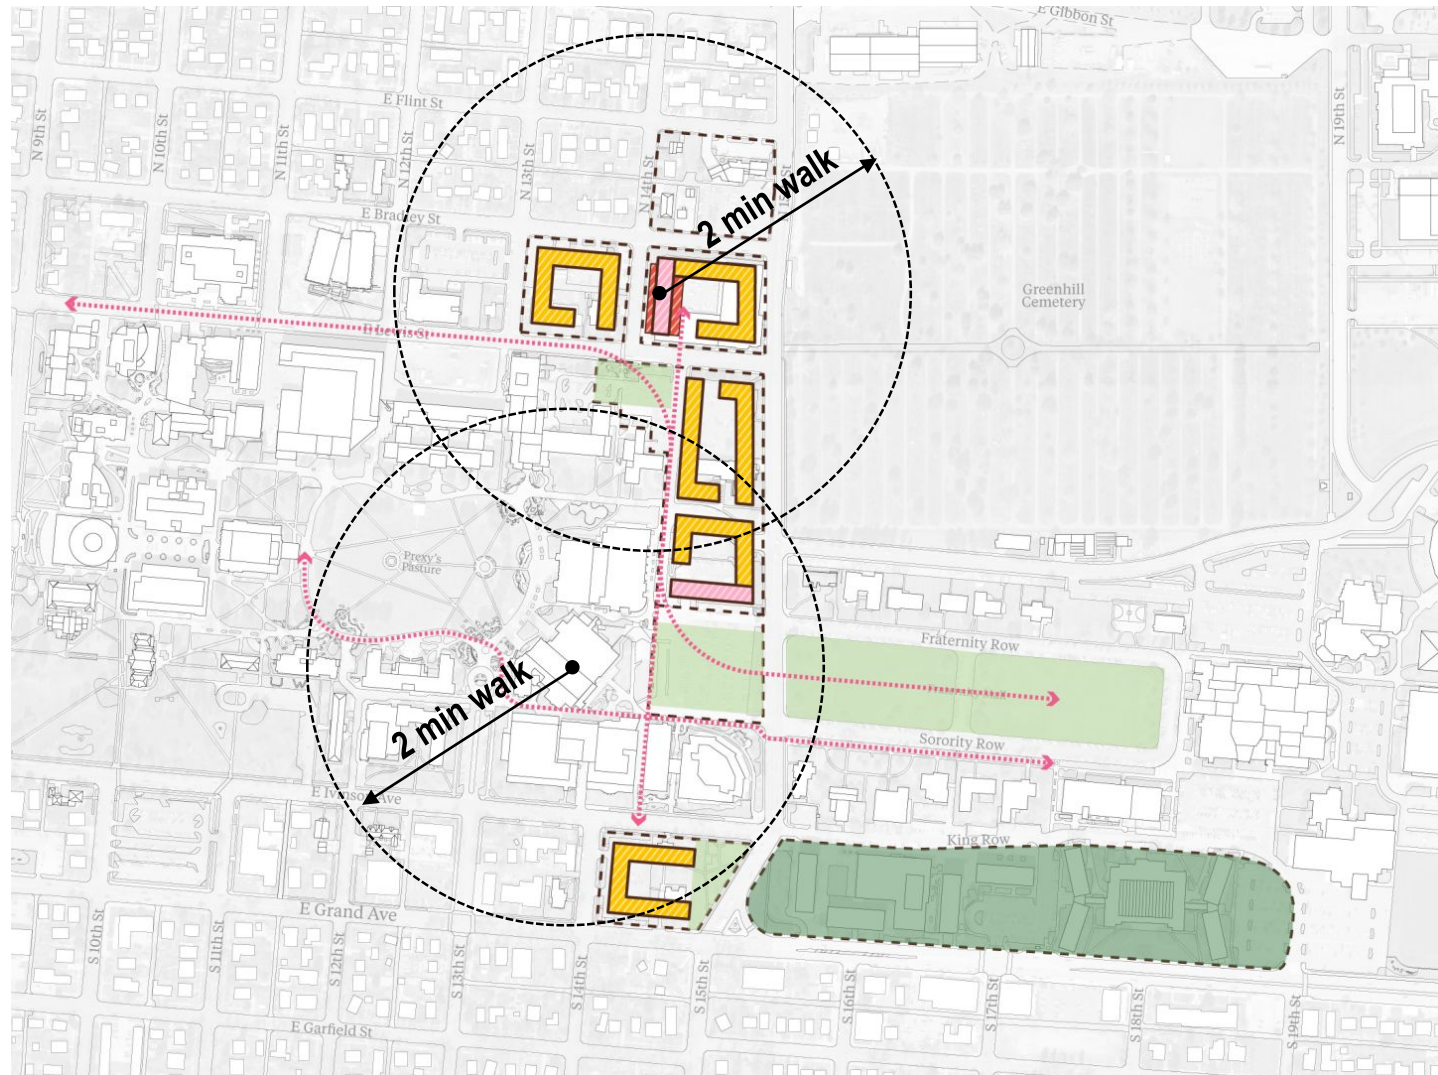 E Gibbon St
E Flint St
N 9th St
N 10th St
N 11th St
N 12th St
N 13th St
N 14th St
N 19th St
2 min walk
E Bradley St
Greenhill
Cemetery
E Lewis St
Prexy's
Pasture
Fraternity Row
2 min walk
Sorority Row
E Ivinson Ave
King Row
E Grand Ave
S 10th St
S 11th St
S 12th St
S 13th St
S 14th St
S 15th St
S 16th St
S 17th St
S 18th St
S 19th St
E Garfield St